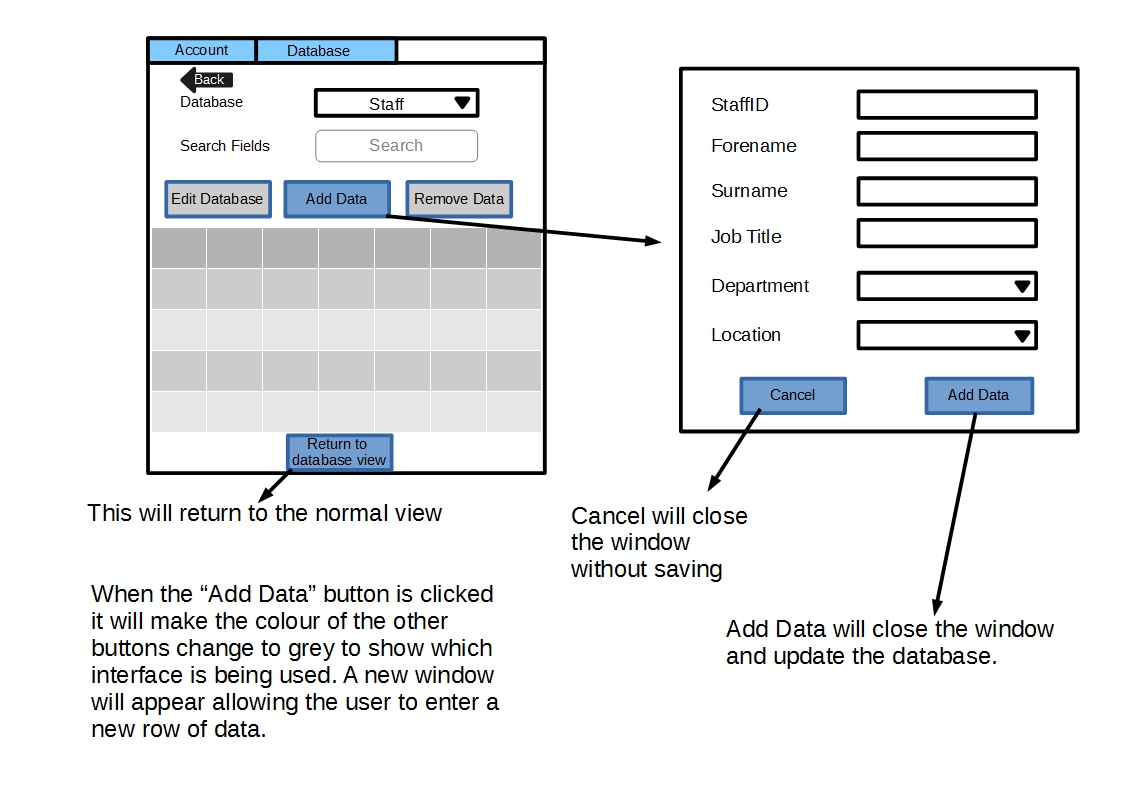 Account
Database
Back
Database
Staff
Search Fields
Search
Edit Database
Add Data
Remove Data
Return to
database view
StaffID
Forename
Surname
Job Title
Department
Location
Cancel
Add Data
This will return to the normal view
Cancel will close
the window
without saving
When the “Add Data” button is clicked
it will make the colour of the other
buttons change to grey to show which
interface is being used. A new window
will appear allowing the user to enter a
new row of data.
Add Data will close the window
and update the database.